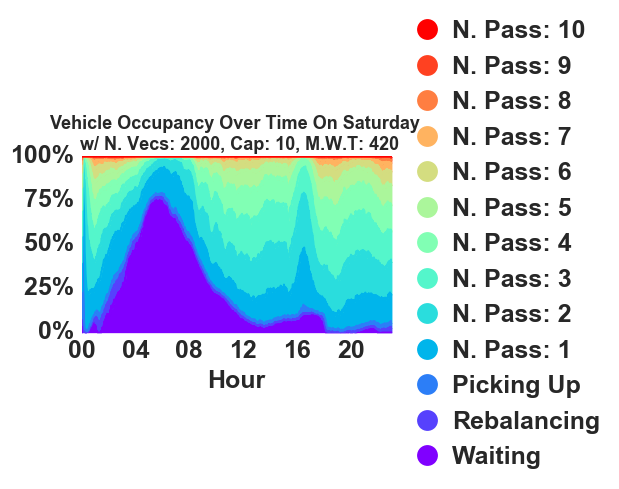 Vehicle Occupancy Over Time On Saturday
w/ N. Vecs: 2000, Cap: 10, M.W.T: 420
100%
75%
50%
25%
0%
00 04 08 12 16 20
Hour
N. Pass: 10
N. Pass: 9
N. Pass: 8
N. Pass: 7
N. Pass: 6
N. Pass: 5
N. Pass: 4
N. Pass: 3
N. Pass: 2
N. Pass: 1
Picking Up
Rebalancing
Waiting